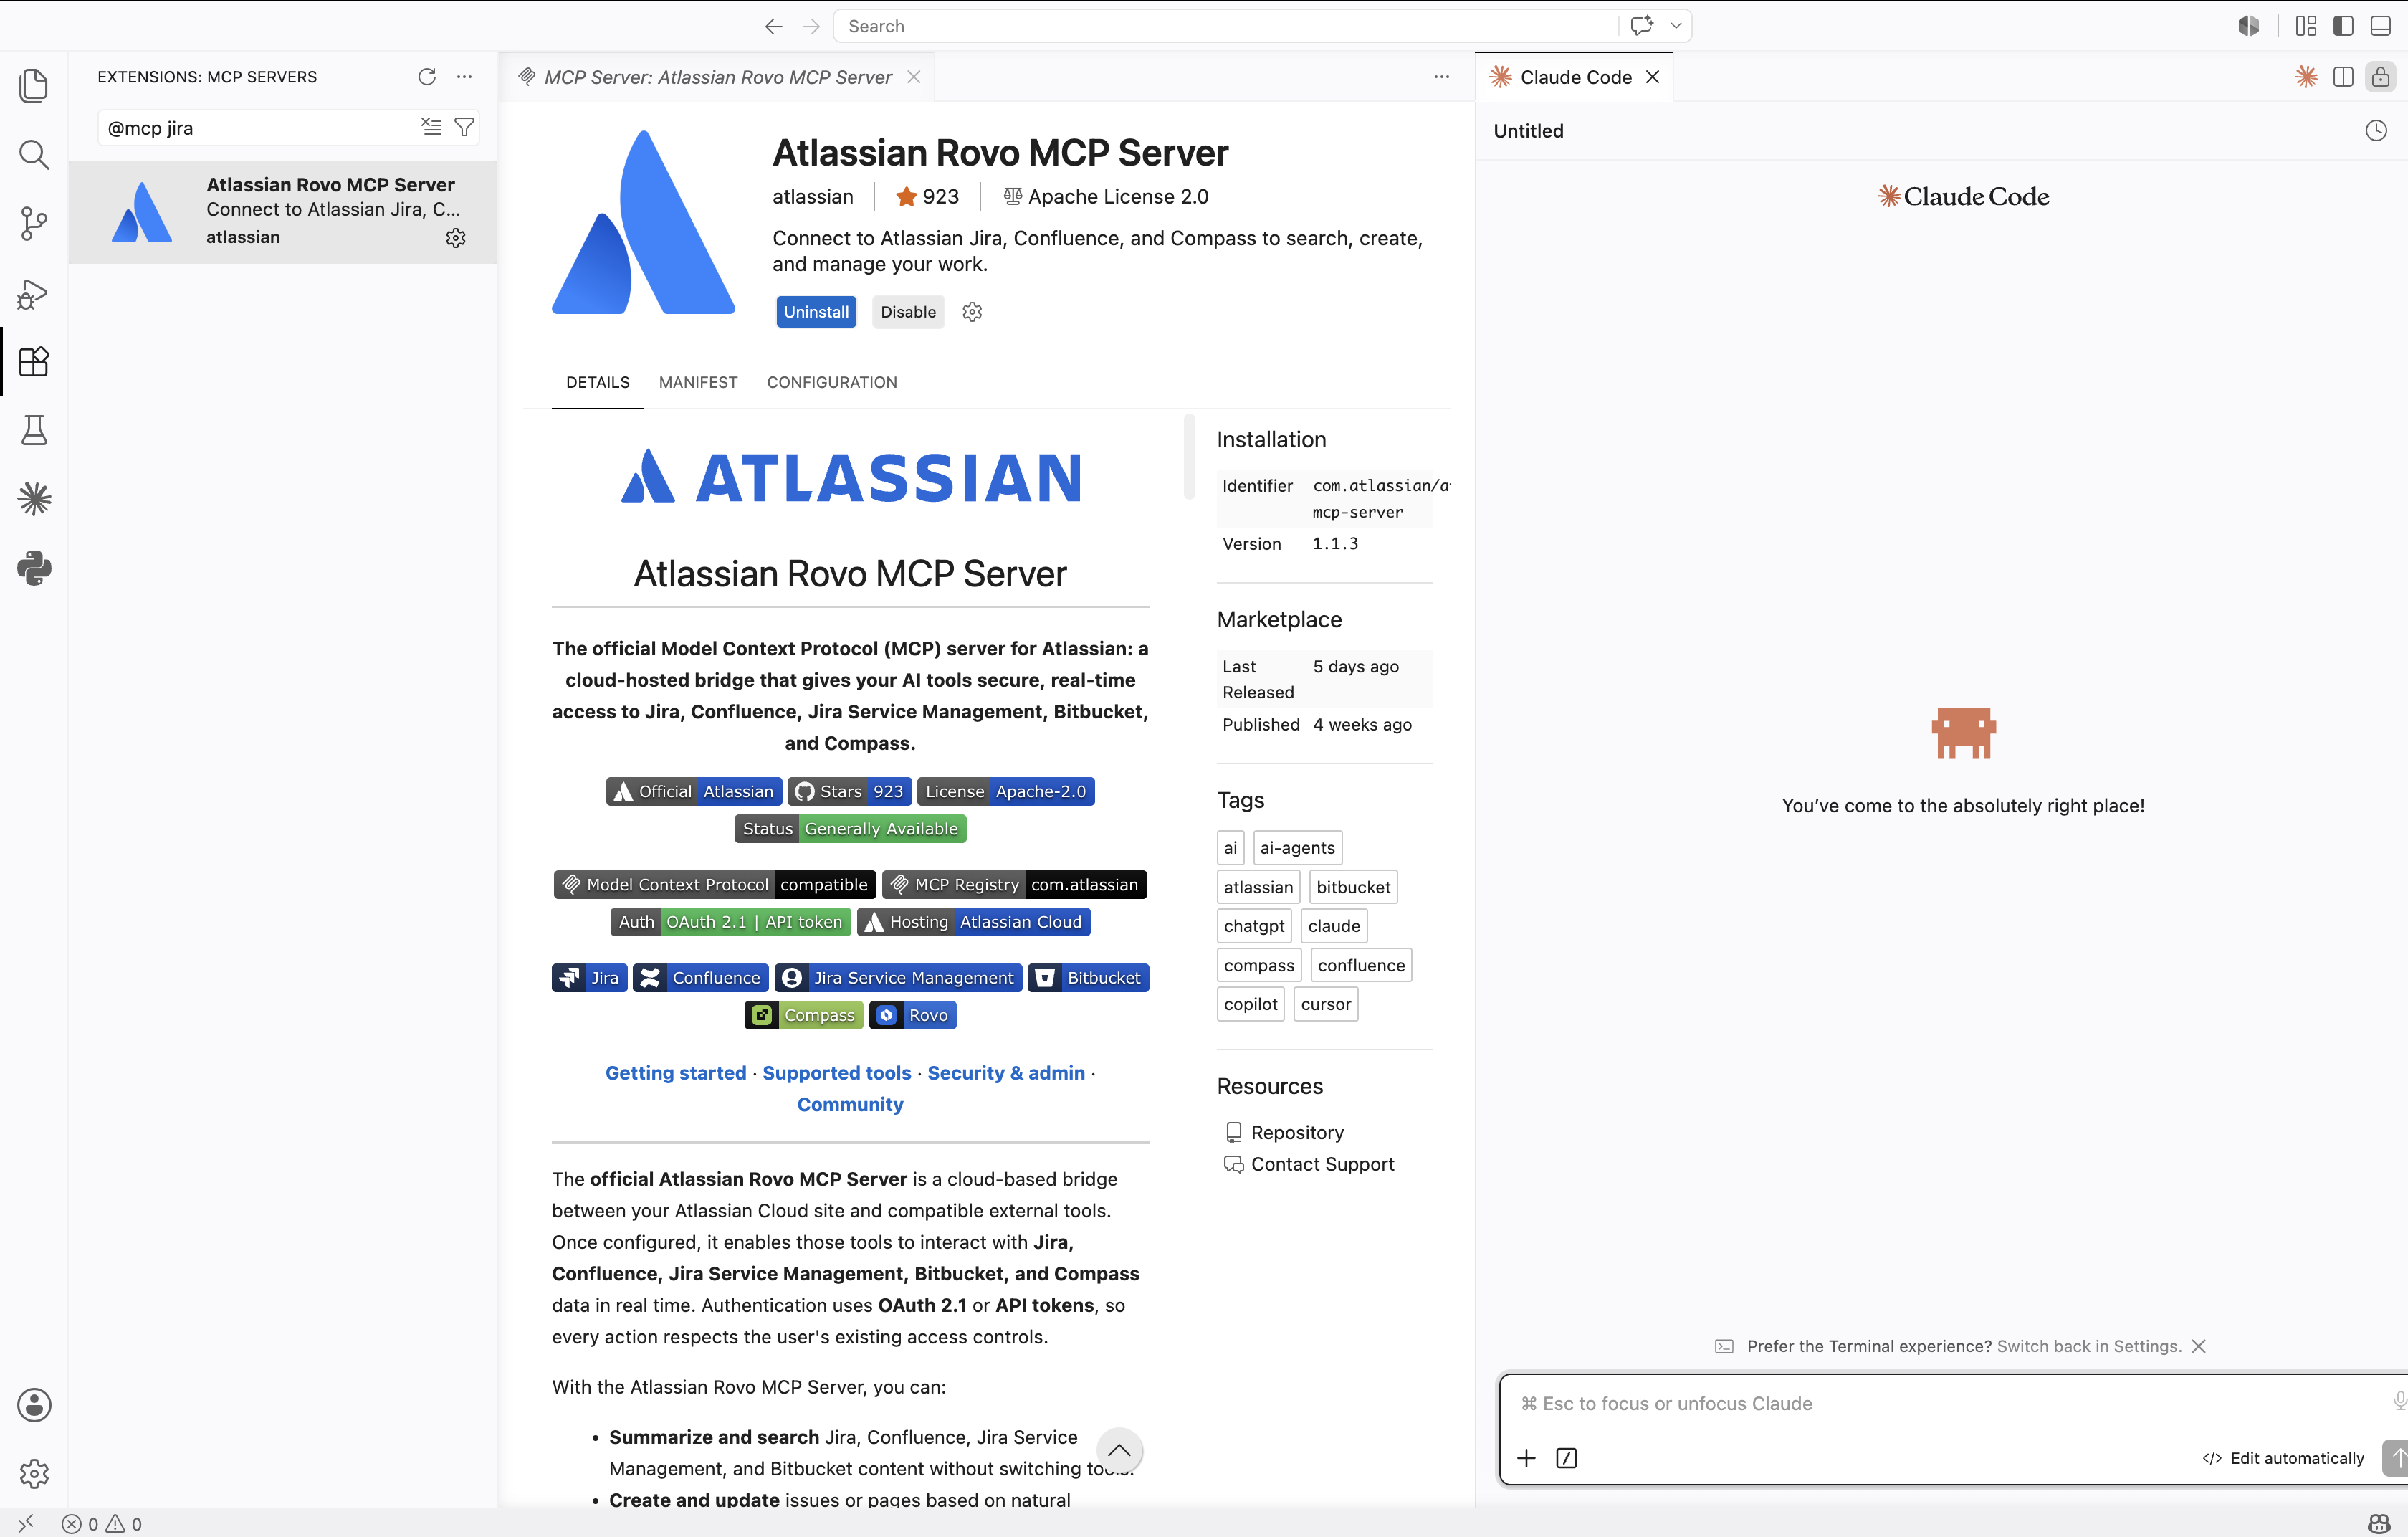 Search
EXTENSIONS: MCP SERVERS
@mcp jira
Atlassian Rovo MCP Server
Connect to Atlassian Jira, C...
atlassian
MCP Server: Atlassian Rovo MCP Server
Atlassian Rovo MCP Server
atlassian
923
Apache License 2.0
Connect to Atlassian Jira, Confluence, and Compass to search, create,
and manage your work.
Uninstall
Disable
DETAILS
MANIFEST
CONFIGURATION
ATLASSIAN
Atlassian Rovo MCP Server
The official Model Context Protocol (MCP) server for Atlassian: a
cloud-hosted bridge that gives your AI tools secure, real-time
access to Jira, Confluence, Jira Service Management, Bitbucket,
and Compass.
Official Atlassian Stars 923 License Apache-2.0
Status Generally Available
Model Context Protocol compatible MCP Registry com.atlassian
Auth OAuth 2.1 | API token Hosting Atlassian Cloud
Jira Confluence Jira Service Management Bitbucket
Compass Rovo
Getting started · Supported tools · Security & admin ·
Community
The official Atlassian Rovo MCP Server is a cloud-based bridge
between your Atlassian Cloud site and compatible external tools.
Once configured, it enables those tools to interact with Jira,
Confluence, Jira Service Management, Bitbucket, and Compass
data in real time. Authentication uses OAuth 2.1 or API tokens, so
every action respects the user's existing access controls.
With the Atlassian Rovo MCP Server, you can:
• Summarize and search Jira, Confluence, Jira Service
Management, and Bitbucket content without switching
• Create and update issues or pages based on natural
Installation
Identifier com.atlassian/a
mcp-server
Version 1.1.3
Marketplace
Last 5 days ago
Released
Published 4 weeks ago
Tags
ai ai-agents
atlassian bitbucket
chatgpt claude
compass confluence
copilot cursor
Resources
Repository
Contact Support
Claude Code
Untitled
Claude Code
You've come to the absolutely right place!
Prefer the Terminal experience? Switch back in Settings.
⌘ Esc to focus or unfocus Claude
</> Edit automatically
0 0